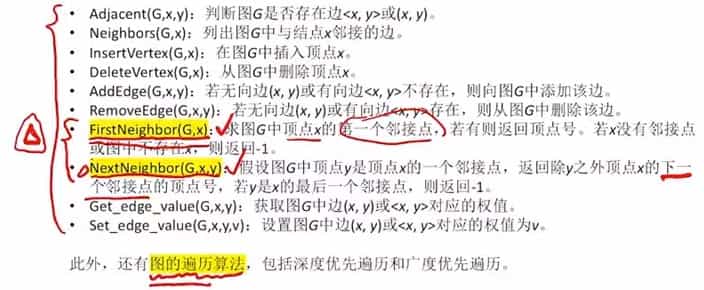 • Adjacent(G,x,y)：判断图G是否存在边<x, y>或(x, y)。
• Neighbors(G,x)：列出图G中与结点x邻接的边。
• InsertVertex(G,x)：在图G中插入顶点x。
• DeleteVertex(G,x)：从图G中删除顶点x。
• AddEdge(G,x,y)：若无向边(x, y)或有向边<x, y>不存在，则向图G中添加该边。
• RemoveEdge(G,x,y)：若无向边(x, y)或有向边<x, y>存在，则从图G中删除该边。
• FirstNeighbor(G,x)：求图G中顶点x的第一个邻接点，若有则返回顶点号。若x没有邻接点
或图中不存在x，则返回-1。
• NextNeighbor(G,x,y)：假设图G中顶点y是顶点x的一个邻接点，返回除y之外顶点x的下一
个邻接点的顶点号，若y是x的最后一个邻接点，则返回-1。
• Get_edge_value(G,x,y)：获取图G中边(x, y)或<x, y>对应的权值。
• Set_edge_value(G,x,y,v)：设置图G中边(x, y)或<x, y>对应的权值为v。
此外，还有图的遍历算法，包括深度优先遍历和广度优先遍历。